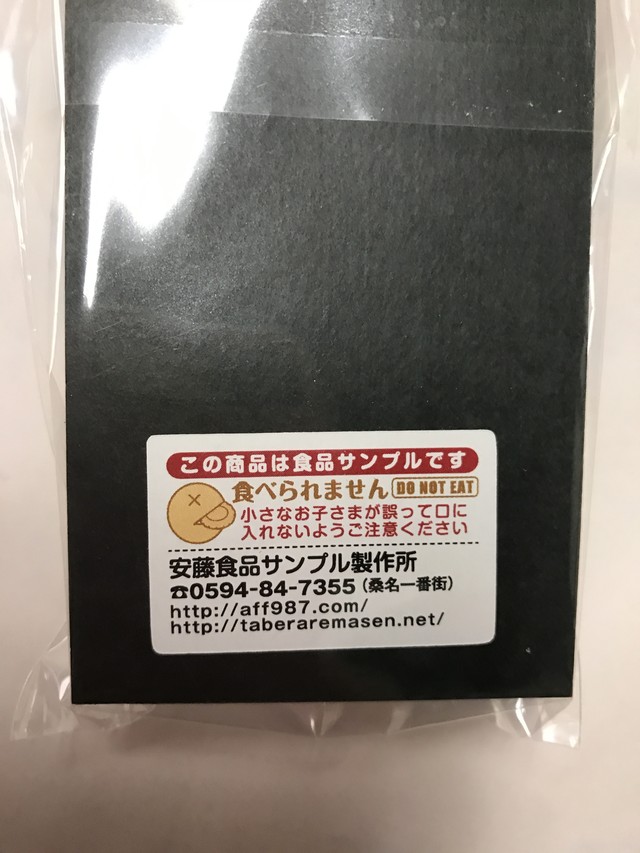 この商品は食品サンプルです
食べられません DO NOT EAT
小さなお子さまが誤って口に
入れないようご注意ください
安藤食品サンプル製作所
☎0594-84-7355（桑名一番街）
http://aff987.com/
http://taberaremasen.net/